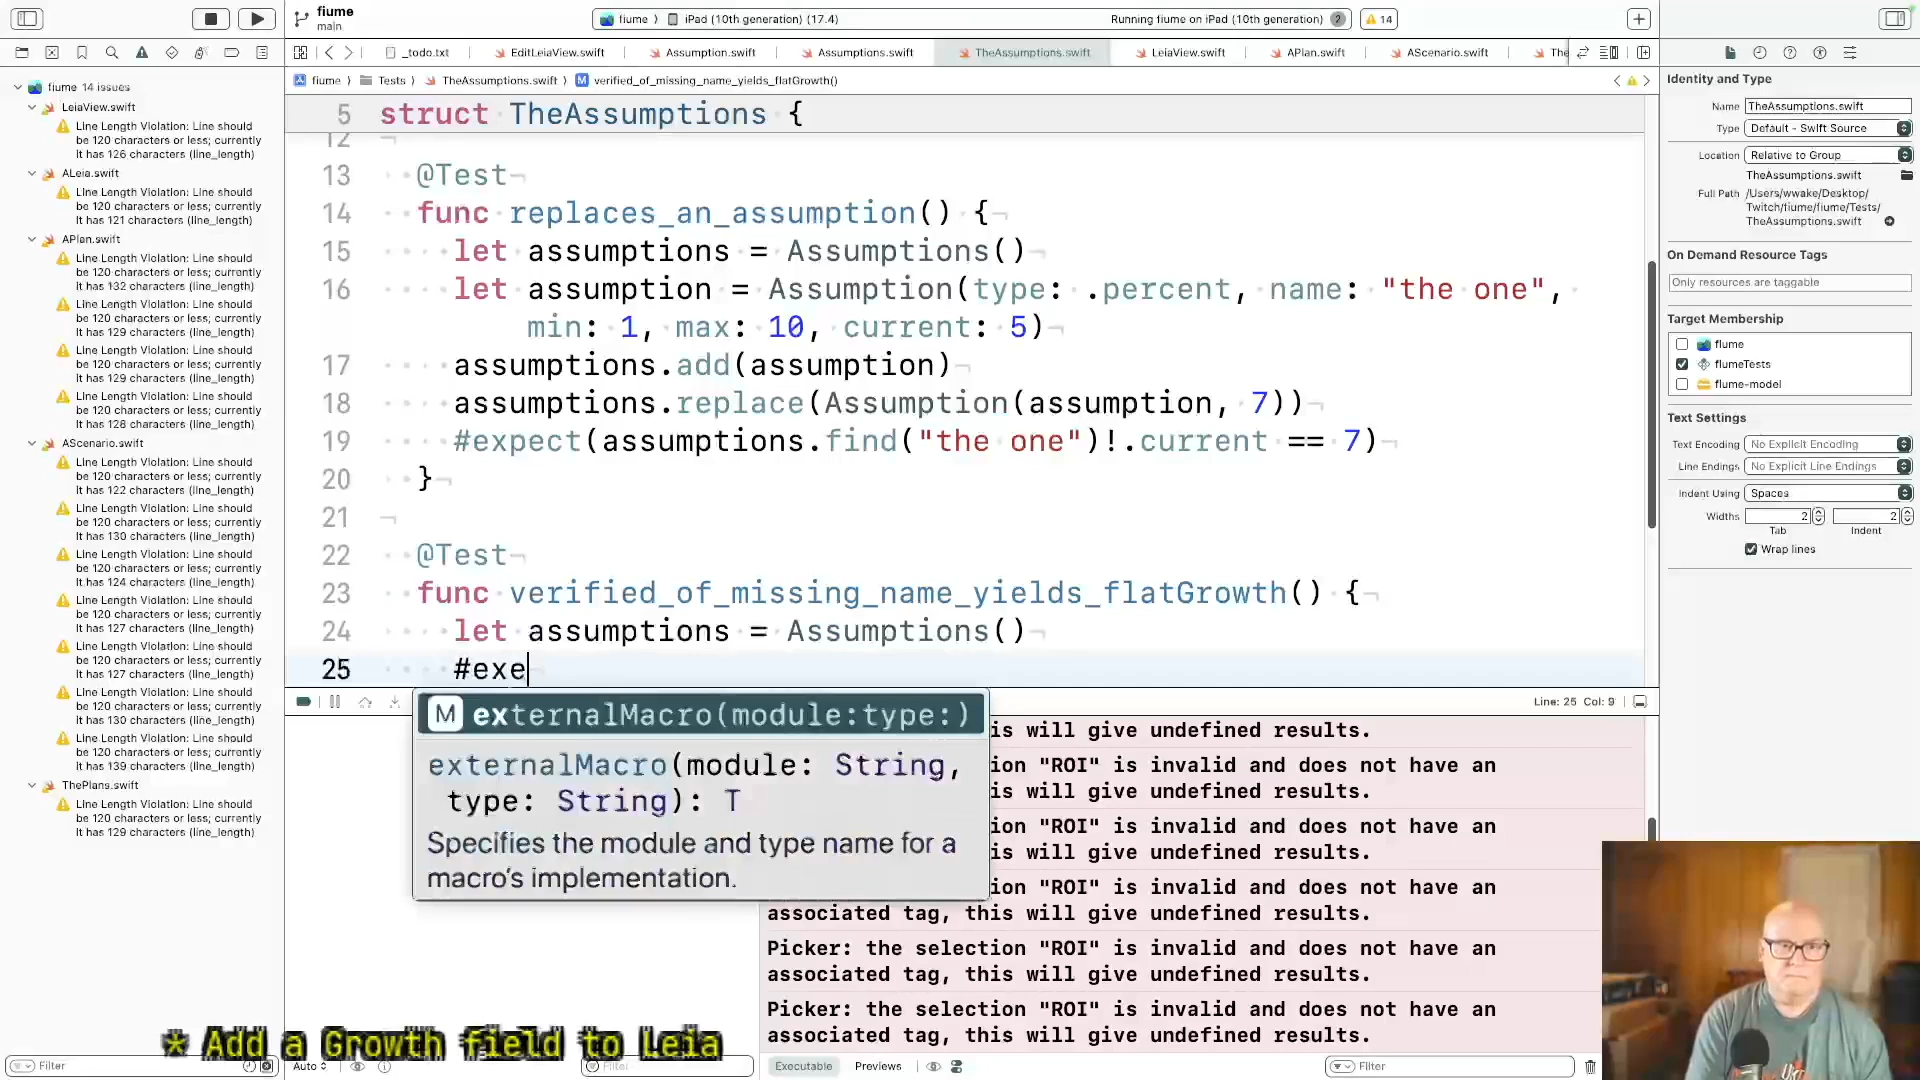 fiume
main
fiume
iPad (10th generation) (17.4)
Running fiume on iPad (10th generation)
2
14
_todo.txt
EditLeiaView.swift
Assumption.swift
Assumptions.swift
TheAssumptions.swift
LeiaView.swift
APlan.swift
AScenario.swift
The
fiume
Tests
TheAssumptions.swift
M verified_of_missing_name_yields_flatGrowth()
fiume 14 issues
LeiaView.swift
Line Length Violation: Line should
be 120 characters or less; currently
it has 126 characters (line_length)
ALeia.swift
Line Length Violation: Line should
be 120 characters or less; currently
it has 121 characters (line_length)
APlan.swift
Line Length Violation: Line should
be 120 characters or less; currently
it has 132 characters (line_length)
Line Length Violation: Line should
be 120 characters or less; currently
it has 129 characters (line_length)
Line Length Violation: Line should
be 120 characters or less; currently
it has 129 characters (line_length)
Line Length Violation: Line should
be 120 characters or less; currently
it has 128 characters (line_length)
AScenario.swift
Line Length Violation: Line should
be 120 characters or less; currently
it has 122 characters (line_length)
Line Length Violation: Line should
be 120 characters or less; currently
it has 130 characters (line_length)
Line Length Violation: Line should
be 120 characters or less; currently
it has 124 characters (line_length)
Line Length Violation: Line should
be 120 characters or less; currently
it has 127 characters (line_length)
Line Length Violation: Line should
be 120 characters or less; currently
it has 127 characters (line_length)
Line Length Violation: Line should
be 120 characters or less; currently
it has 130 characters (line_length)
Line Length Violation: Line should
be 120 characters or less; currently
it has 139 characters (line_length)
ThePlans.swift
Line Length Violation: Line should
be 120 characters or less; currently
it has 129 characters (line_length)
Filter
5 struct TheAssumptions {
12
13 @Test
14 func replaces_an_assumption() {
15 let assumptions = Assumptions()
16 let assumption = Assumption(type: .percent, name: "the one",
min: 1, max: 10, current: 5)
17 assumptions.add(assumption)
18 assumptions.replace(Assumption(assumption, 7))
19 #expect(assumptions.find("the one")!.current == 7)
20 }
21
22 @Test
23 func verified_of_missing_name_yields_flatGrowth() {
24 let assumptions = Assumptions()
25 #exe
Line: 25 Col: 9
M externalMacro(module:type:)
externalMacro(module: String,
type: String): T
Specifies the module and type name for a
macro's implementation.
is will give undefined results.
ion "ROI" is invalid and does not have an
is will give undefined results.
ion "ROI" is invalid and does not have an
is will give undefined results.
ion "ROI" is invalid and does not have an
associated tag, this will give undefined results.
Picker: the selection "ROI" is invalid and does not have an
associated tag, this will give undefined results.
Picker: the selection "ROI" is invalid and does not have an
associated tag, this will give undefined results.
* Add a Growth field to Leia
Auto
Filter
Executable
Previews
Filter
Identity and Type
Name TheAssumptions.swift
Type Default - Swift Source
Location Relative to Group
TheAssumptions.swift
Full Path /Users/wwake/Desktop/
Twitch/fiume/fiume/Tests/
TheAssumptions.swift
On Demand Resource Tags
Only resources are taggable
Target Membership
fiume
fiumeTests
fiume-model
Text Settings
Text Encoding No Explicit Encoding
Line Endings No Explicit Line Endings
Indent Using Spaces
Widths 2 2
Tab Indent
Wrap lines